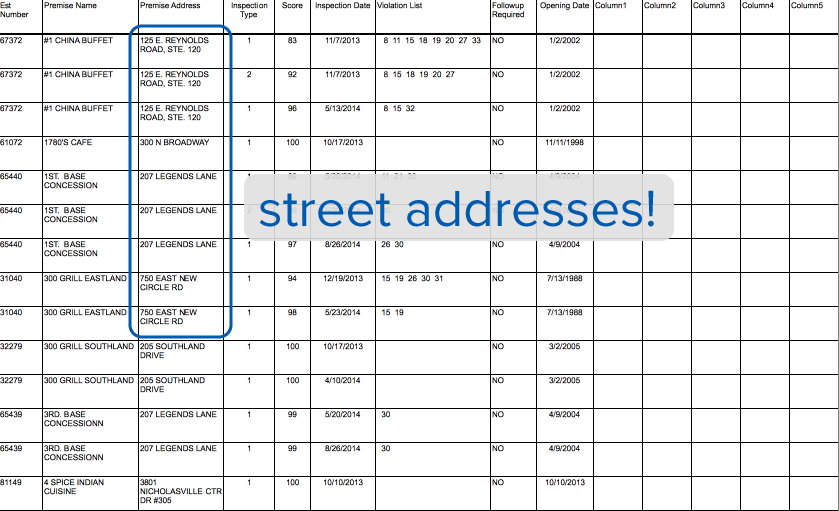 Est Number Premise Name Premise Address Inspection Type Score Inspection Date Violation List Followup Required Opening Date Column1 Column2 Column3 Column4 Column5
67372 #1 CHINA BUFFET 125 E. REYNOLDS ROAD, STE. 120 1 83 11/7/2013 8 11 15 18 19 20 27 33 NO 1/2/2002
67372 #1 CHINA BUFFET 125 E. REYNOLDS ROAD, STE. 120 2 92 11/7/2013 8 15 18 19 20 27 NO 1/2/2002
67372 #1 CHINA BUFFET 125 E. REYNOLDS ROAD, STE. 120 1 96 5/13/2014 8 15 32 NO 1/2/2002
61072 1780'S CAFE 300 N BROADWAY 1 100 10/17/2013 NO 11/11/1998
65440 1ST. BASE CONCESSION 207 LEGENDS LANE
65440 1ST. BASE CONCESSION 207 LEGENDS LANE
street addresses!
65440 1ST. BASE CONCESSION 207 LEGENDS LANE 1 97 8/26/2014 26 30 NO 4/9/2004
31040 300 GRILL EASTLAND 750 EAST NEW CIRCLE RD 1 94 12/19/2013 15 19 26 30 31 NO 7/13/1988
31040 300 GRILL EASTLAND 750 EAST NEW CIRCLE RD 1 98 5/23/2014 15 19 NO 7/13/1988
32279 300 GRILL SOUTHLAND 205 SOUTHLAND DRIVE 1 100 10/17/2013 NO 3/2/2005
32279 300 GRILL SOUTHLAND 205 SOUTHLAND DRIVE 1 100 4/10/2014 NO 3/2/2005
65439 3RD. BASE CONCESSIONN 207 LEGENDS LANE 1 99 5/20/2014 30 NO 4/9/2004
65439 3RD. BASE CONCESSIONN 207 LEGENDS LANE 1 99 8/26/2014 30 NO 4/9/2004
81149 4 SPICE INDIAN CUISINE 3801 NICHOLASVILLE CTR DR #305 1 100 10/10/2013 NO 10/10/2013